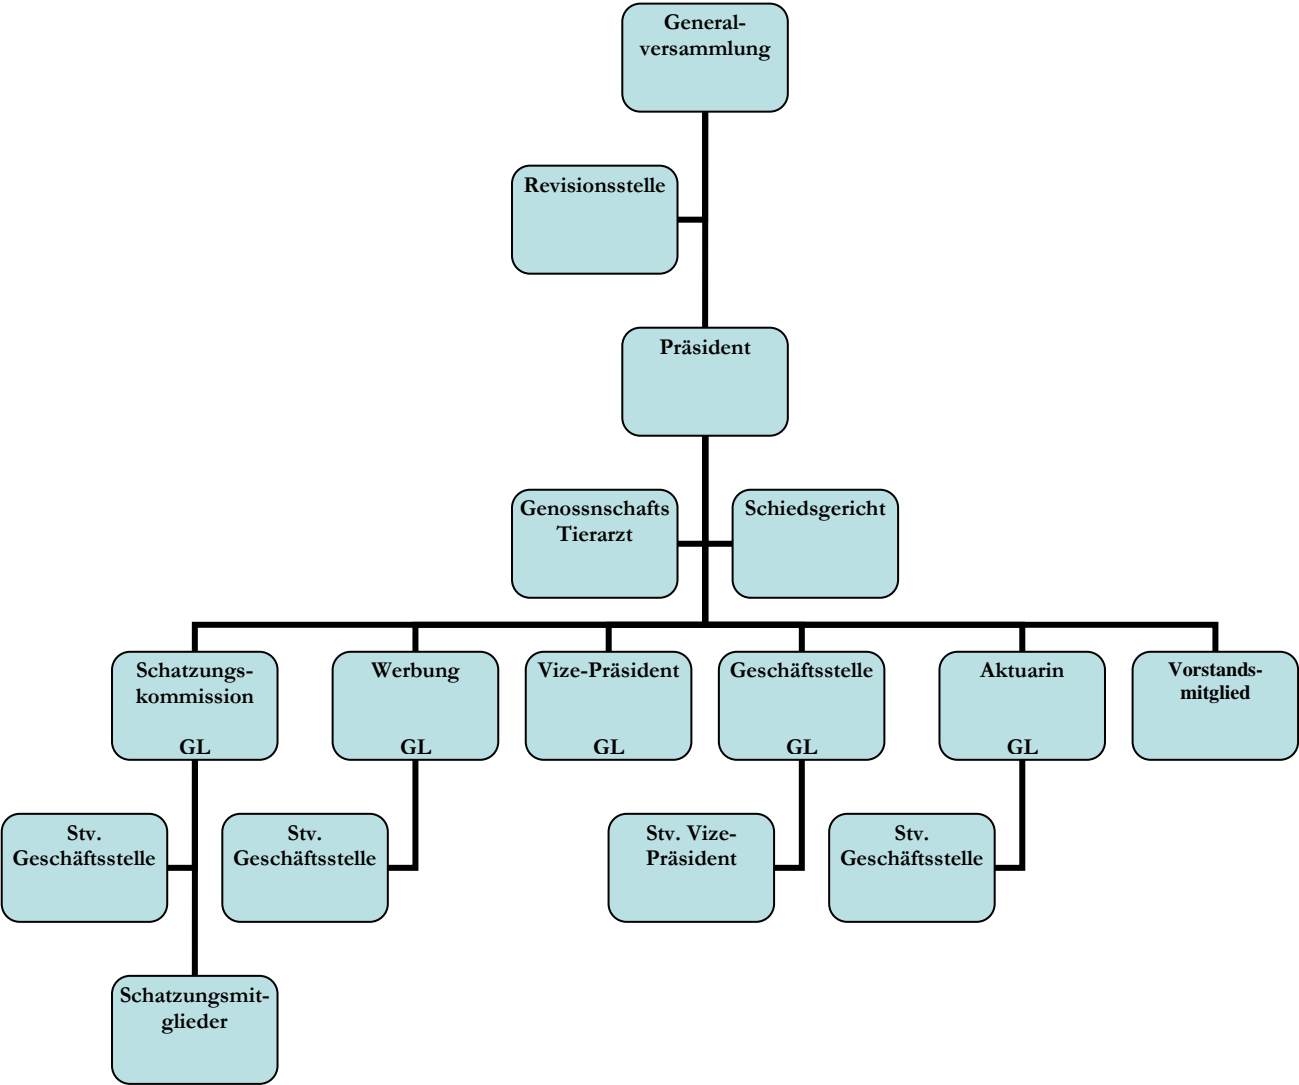 General-
versammlung
Revisionsstelle
Präsident
Genossnschafts
Tierarzt
Schiedsgericht
Schatzungs-
kommission
GL
Werbung
GL
Vize-Präsident
GL
Geschäftsstelle
GL
Aktuarin
GL
Vorstands-
mitglied
Stv.
Geschäftsstelle
Stv.
Geschäftsstelle
Stv. Vize-
Präsident
Stv.
Geschäftsstelle
Schatzungsmit-
glieder